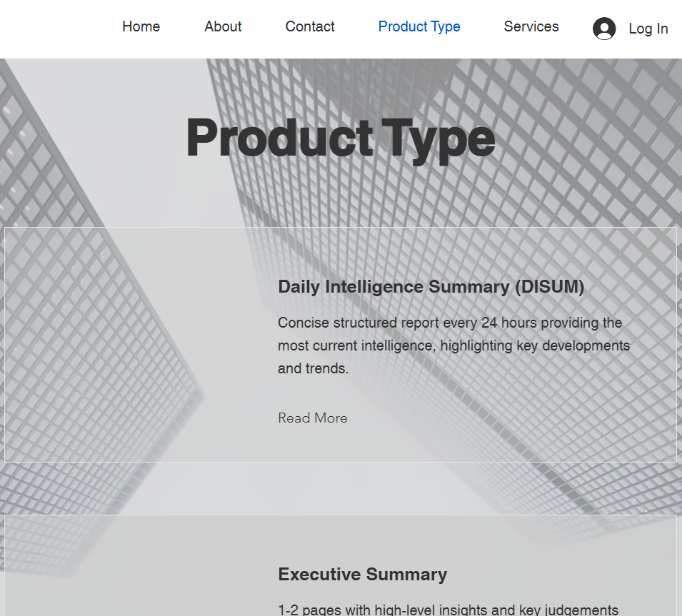 Home About Contact Product Type Services Log In
Product Type
Daily Intelligence Summary (DISUM)
Concise structured report every 24 hours providing the
most current intelligence, highlighting key developments
and trends.
Read More
Executive Summary
1-2 pages with high-level insights and key judgements